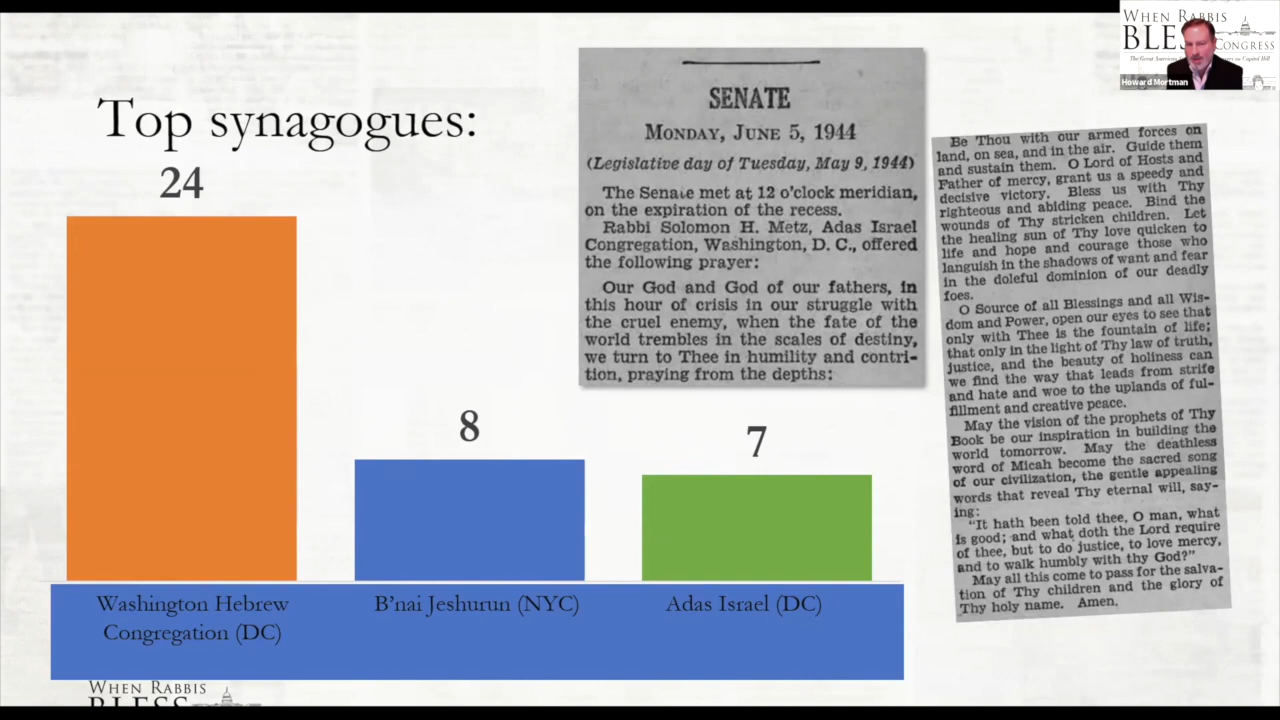 Top synagogues:
24
8
7
Washington Hebrew
Congregation (DC)
B’nai Jeshurun (NYC)
Adas Israel (DC)
WHEN RABBIS
BLESS
SENATE
MONDAY, JUNE 5, 1944
(Legislative day of Tuesday, May 9, 1944)
The Senate met at 12 o'clock meridian,
on the expiration of the recess.
Rabbi Solomon H. Metz, Adas Israel
Congregation, Washington, D. C., offered
the following prayer:
Our God and God of our fathers, in
this hour of crisis in our struggle with
the cruel enemy, when the fate of the
world trembles in the scales of destiny,
we turn to Thee in humility and contri-
tion, praying from the depths:
Be Thou with our armed forces on
land, on sea, and in the air. Guide them
and sustain them. O Lord of Hosts and
Father of mercy, grant us a speedy and
decisive victory. Bless us with Thy
righteous and abiding peace. Bind the
wounds of Thy stricken children. Let
the healing sun of Thy love quicken to
life and hope and courage those who
languish in the shadows of want and fear
in the doleful dominion of our deadly
foes.
O Source of all Blessings and all Wis-
dom and Power, open our eyes to see that
only with Thee is the fountain of life;
that only in the light of Thy law of truth,
justice, and the beauty of holiness can
we find the way that leads from strife
and hate and woe to the uplands of ful-
fillment and creative peace.
May the vision of the prophets of Thy
Book be our inspiration in building the
world tomorrow. May the deathless
word of Micah become the sacred song
of our civilization, the gentle appealing
words that reveal Thy eternal will, say-
ing:
"It hath been told thee, O man, what
is good; and what doth the Lord require
of thee, but to do justice, to love mercy,
and to walk humbly with thy God?"
May all this come to pass for the salva-
tion of Thy children and the glory of
Thy holy name. Amen.
WHEN RABBIS
BLES CONGRESS
The Great American on Capitol Hill
Howard Mortman